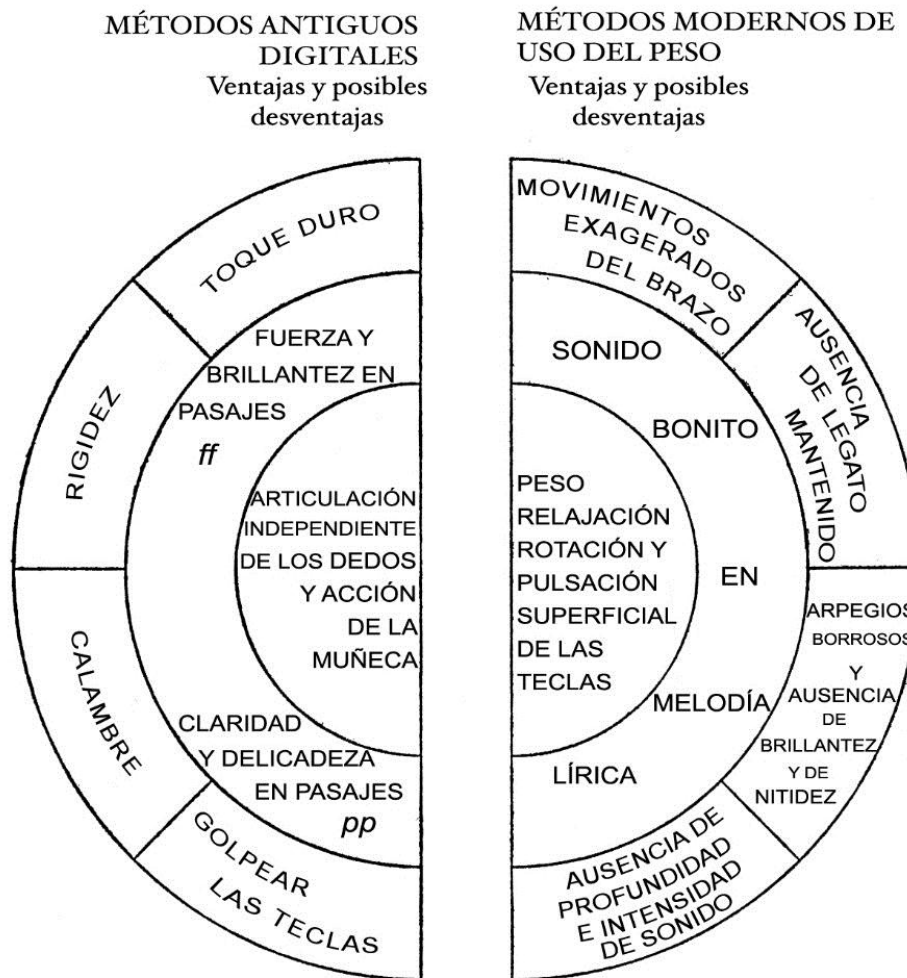 MÉTODOS ANTIGUOS
DIGITALES
Ventajas y posibles
desventajas
TOQUE DURO
RIGIDEZ
CALAMBRE
GOLPEAR
LAS TECLAS
FUERZA Y
BRILLANTEZ EN
PASAJES
ff
CLARIDAD
Y DELICADEZA
EN PASAJES
pp
ARTICULACIÓN
INDEPENDIENTE
DE LOS DEDOS
Y ACCIÓN
DE LA
MUÑECA
MÉTODOS MODERNOS DE
USO DEL PESO
Ventajas y posibles
desventajas
MOVIMIENTOS
EXAGERADOS
DEL BRAZO
AUSENCIA
DE LEGATO
MANTENIDO
ARPEGIOS
BORROSOS
Y
AUSENCIA
DE
BRILLANTEZ
Y DE
NITIDEZ
AUSENCIA DE
PROFUNDIDAD
E INTENSIDAD
DE SONIDO
SONIDO
BONITO
EN
MELODÍA
LÍRICA
PESO
RELAJACIÓN
ROTACIÓN Y
PULSACIÓN
SUPERFICIAL
DE LAS
TECLAS